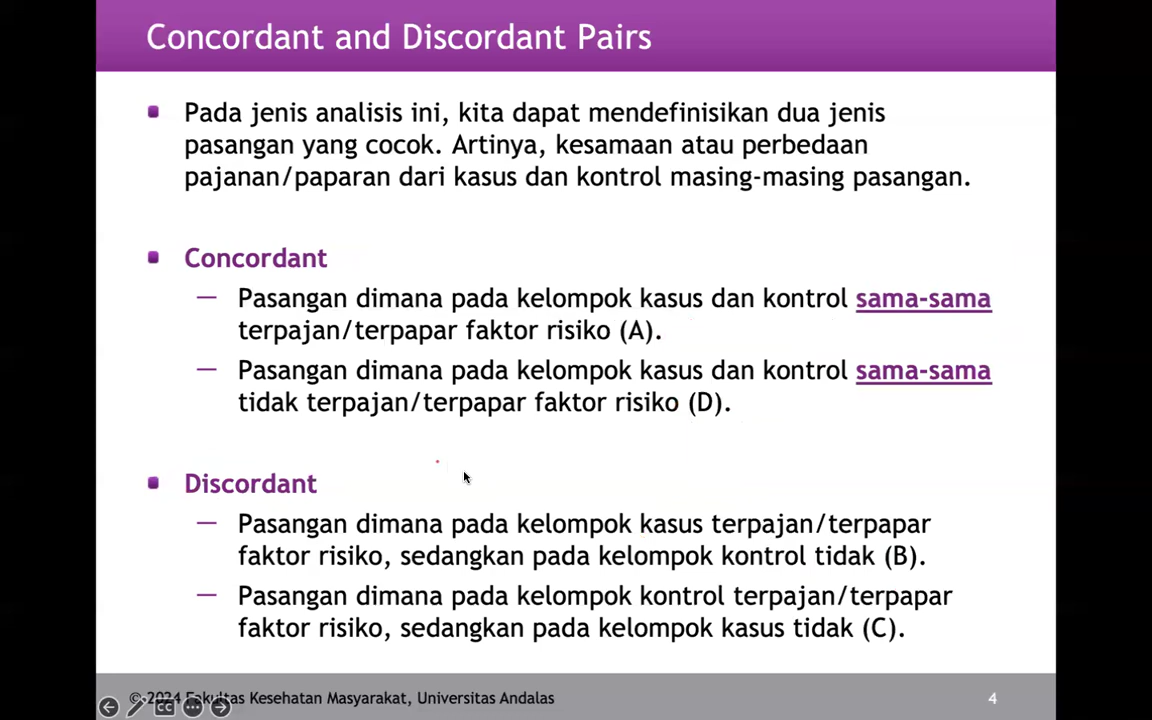 Concordant and Discordant Pairs
Pada jenis analisis ini, kita dapat mendefinisikan dua jenis
pasangan yang cocok. Artinya, kesamaan atau perbedaan
pajanan/paparan dari kasus dan kontrol masing-masing pasangan.
Concordant
Pasangan dimana pada kelompok kasus dan kontrol sama-sama
terpajan/terpapar faktor risiko (A).
Pasangan dimana pada kelompok kasus dan kontrol sama-sama
tidak terpajan/terpapar faktor risiko (D).
Discordant
Pasangan dimana pada kelompok kasus terpajan/terpapar
faktor risiko, sedangkan pada kelompok kontrol tidak (B).
Pasangan dimana pada kelompok kontrol terpajan/terpapar
faktor risiko, sedangkan pada kelompok kasus tidak (C).
© 2024 Fakultas Kesehatan Masyarakat, Universitas Andalas
4
CC